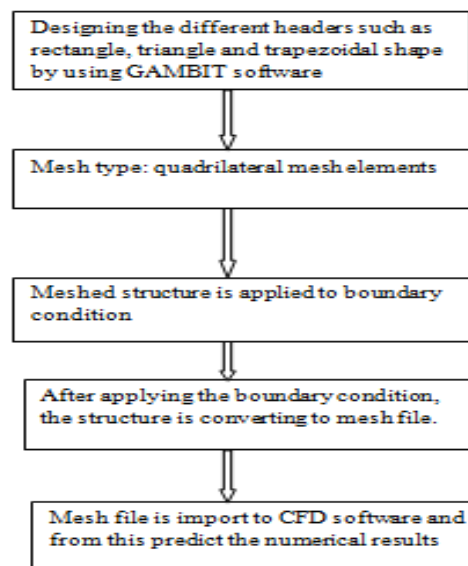 Designing the different headers such as
rectangle, triangle and trapezoidal shape
by using GAMBIT software
Mesh type: quadrilateral mesh elements
Meshed structure is applied to boundary
condition
After applying the boundary condition,
the structure is converting to mesh file.
Mesh file is import to CFD software and
from this predict the numerical results